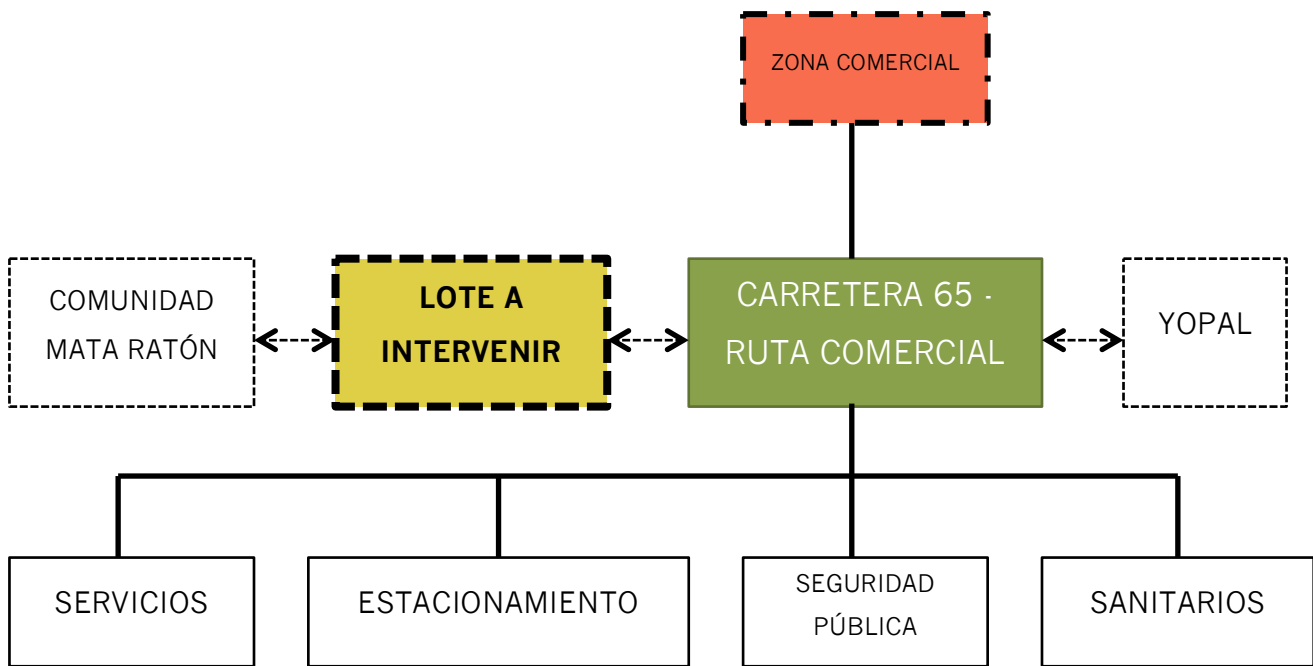 ZONA COMERCIAL
COMUNIDAD
MATA RATÓN
LOTE A
INTERVENIR
CARRETERA 65 -
RUTA COMERCIAL
YOPAL
SERVICIOS
ESTACIONAMIENTO
SEGURIDAD
PÚBLICA
SANITARIOS